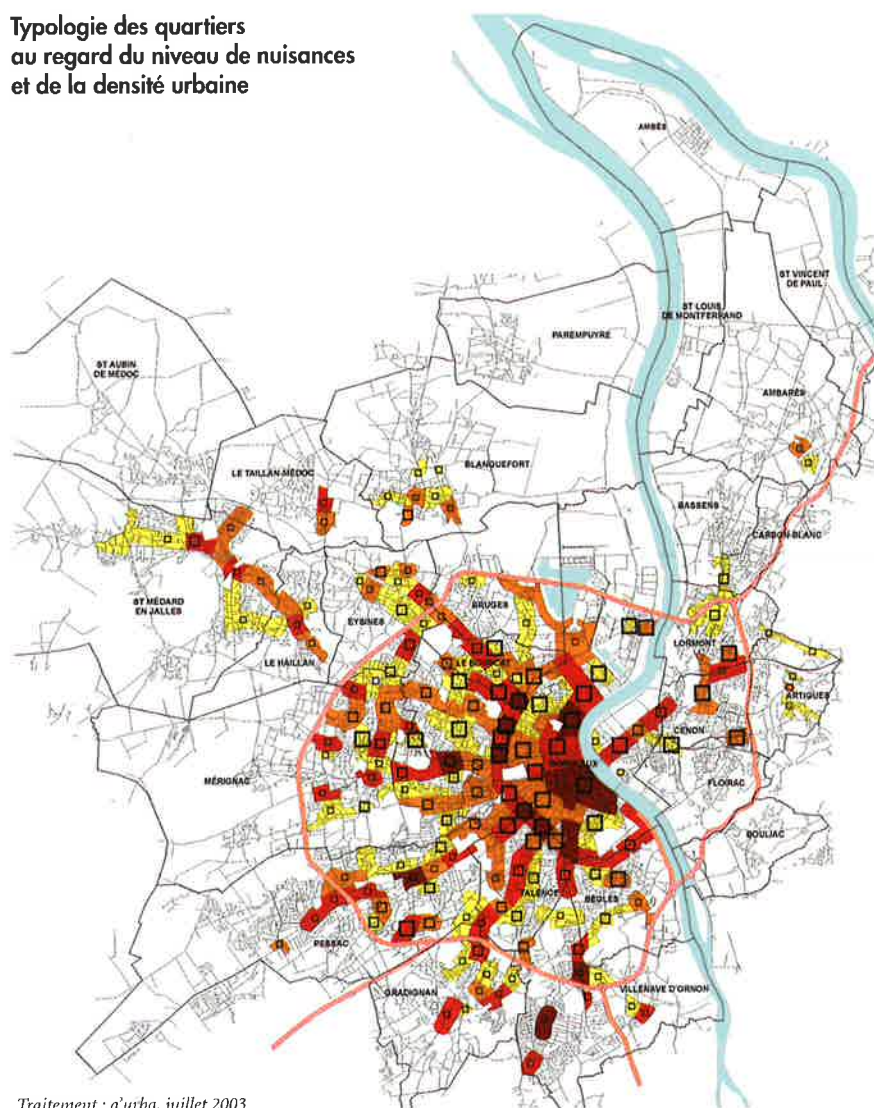 Typologie des quartiers
au regard du niveau de nuisances
et de la densité urbaine
AMBÈS
ST VINCENT
DE PAUL
ST LOUIS
DE MONTFERRAND
PAREMPUYRE
ST AUBIN
DE MÉDOC
AMBARÈS
LE TAILLAN-MÉDOC
BLANQUEFORT
BASSENS
CARBON-BLANC
ST MÉDARD
EN JALLES
EYSINES
BRUGES
LORMONT
LE HAILLAN
LE BOUSCAT
ARTIGUES
CENON
MÉRIGNAC
BORDEAUX
FLOIRAC
BOULIAC
TALENCE
BÈGLES
PESSAC
GRADIGNAN
VILLENAVE D'ORNON
Traitement : a'urba, juillet 2003